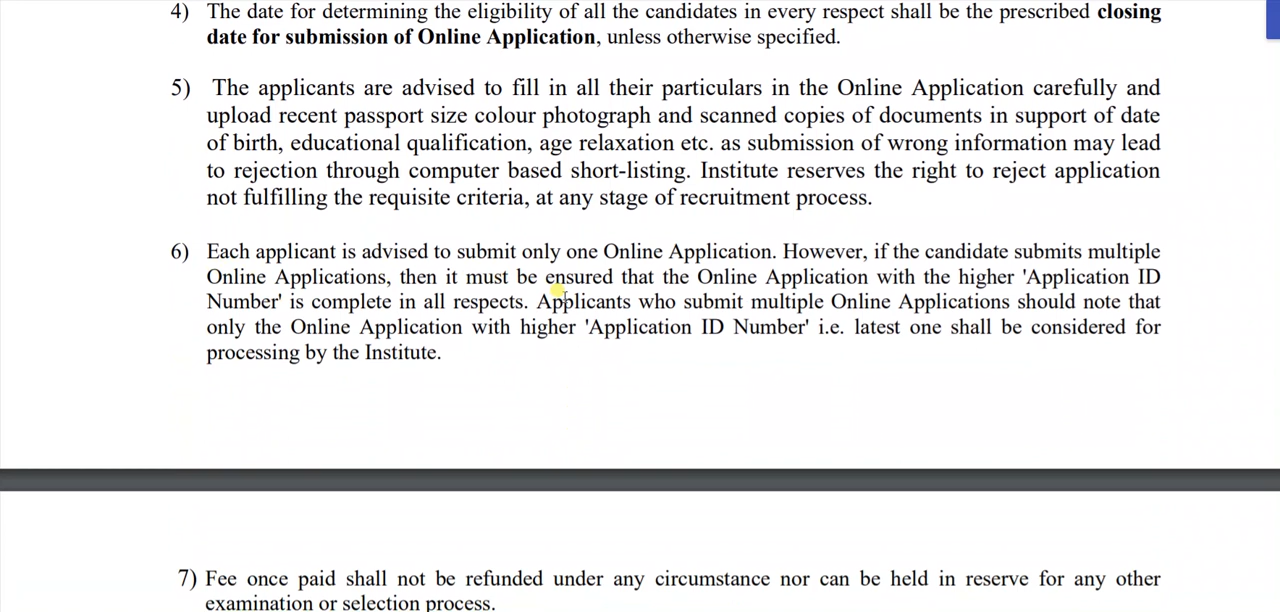 4) The date for determining the eligibility of all the candidates in every respect shall be the prescribed closing
date for submission of Online Application, unless otherwise specified.
5) The applicants are advised to fill in all their particulars in the Online Application carefully and
upload recent passport size colour photograph and scanned copies of documents in support of date
of birth, educational qualification, age relaxation etc. as submission of wrong information may lead
to rejection through computer based short-listing. Institute reserves the right to reject application
not fulfilling the requisite criteria, at any stage of recruitment process.
6) Each applicant is advised to submit only one Online Application. However, if the candidate submits multiple
Online Applications, then it must be ensured that the Online Application with the higher 'Application ID
Number' is complete in all respects. Applicants who submit multiple Online Applications should note that
only the Online Application with higher 'Application ID Number' i.e. latest one shall be considered for
processing by the Institute.
7) Fee once paid shall not be refunded under any circumstance nor can be held in reserve for any other
examination or selection process.